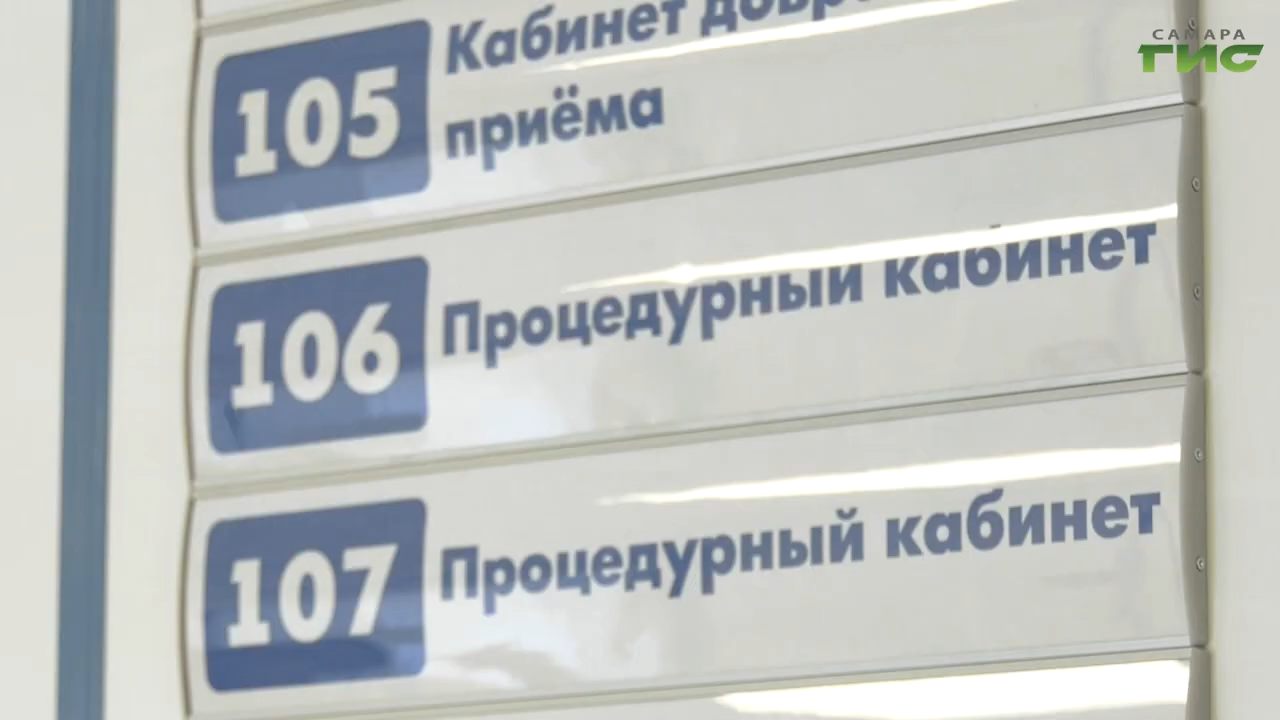 САМАРА
ГИС
105
Кабинет
приёма
106
Процедурный кабинет
107
Процедурный кабинет